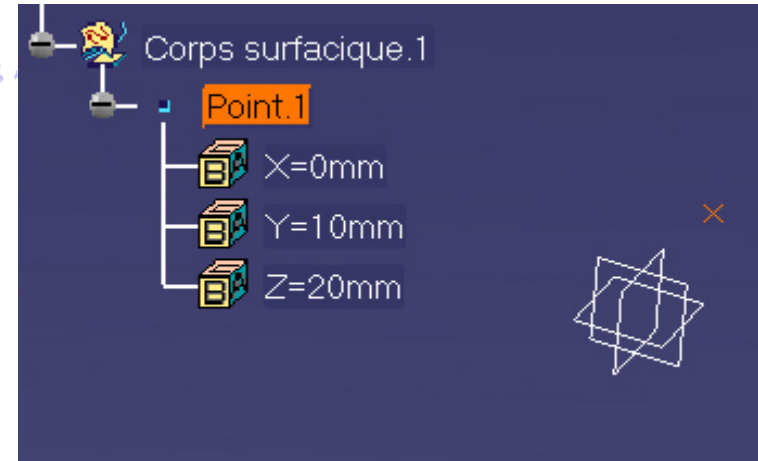 Corps surfacique.1
Point.1
X=0mm
Y=10mm
Z=20mm